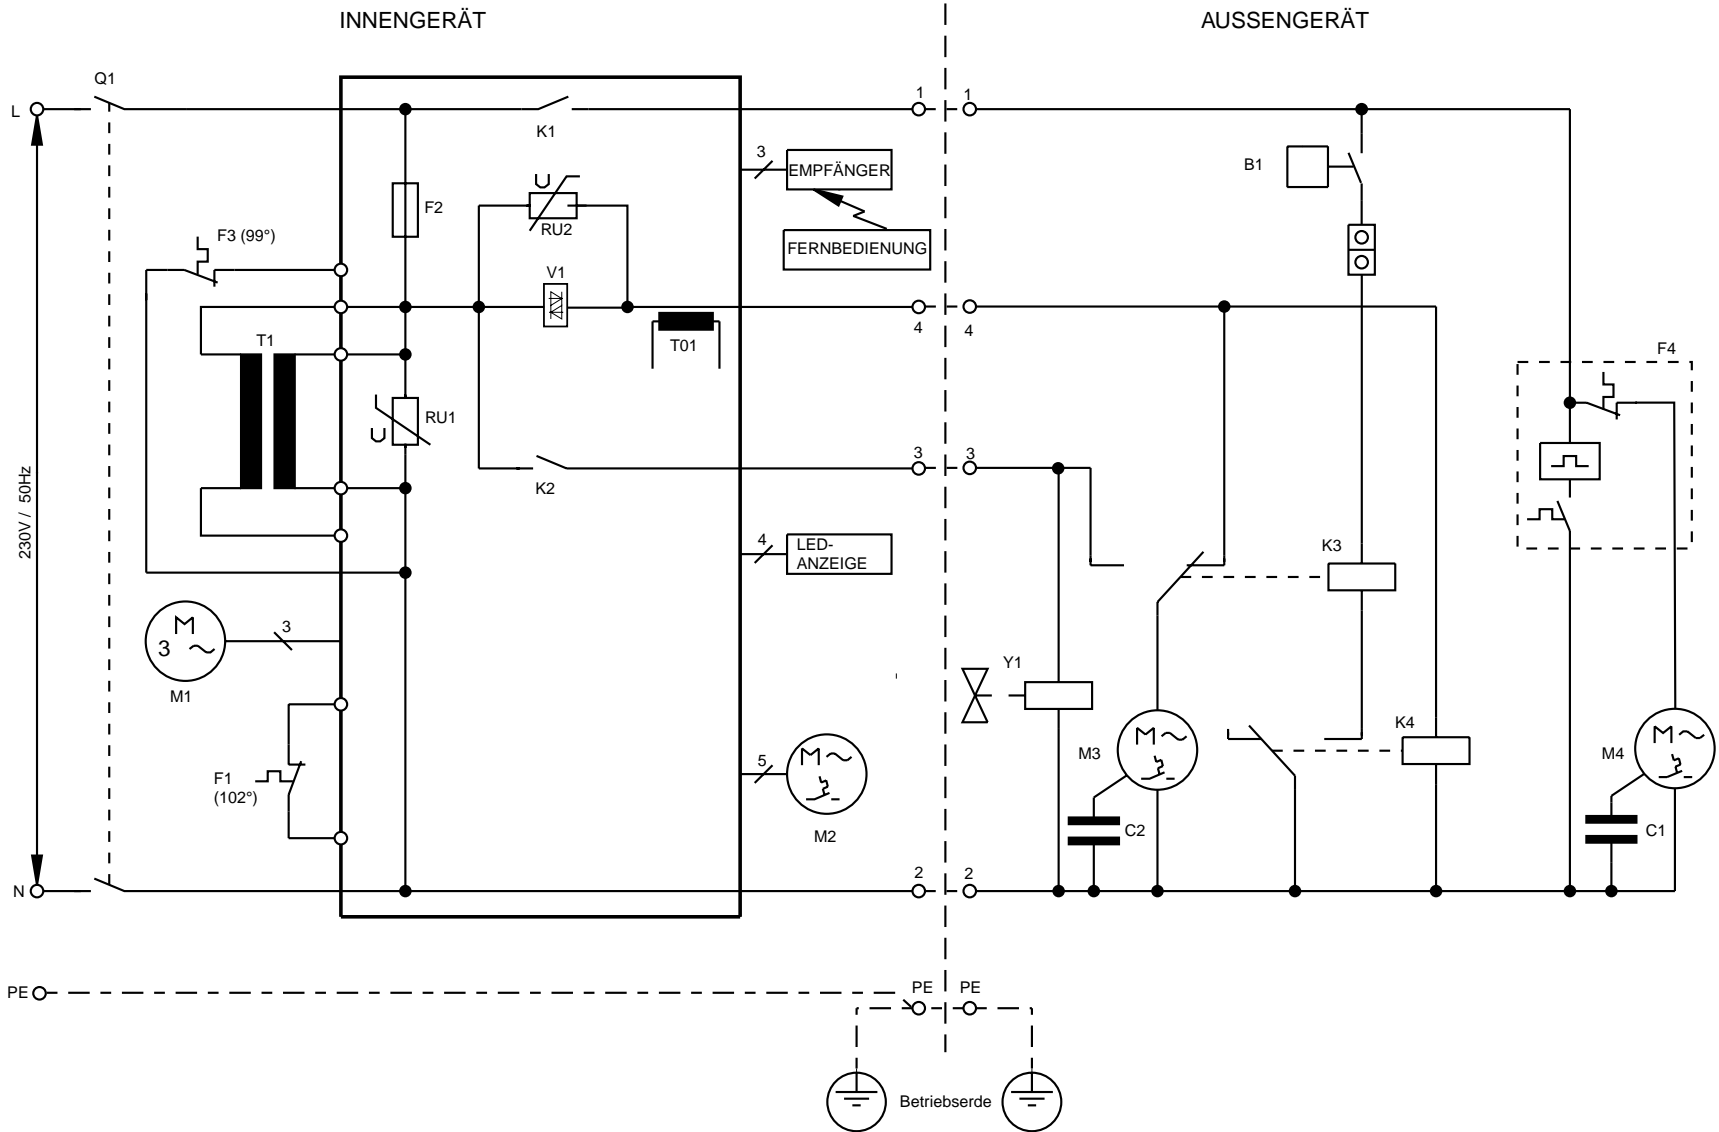 INNENGERÄT
AUSSENGERÄT
Q1
L
K1
1
1
3
EMPFÄNGER
B1
F2
RU2
FERNBEDIENUNG
F3 (99°)
V1
T1
T01
4
4
F4
RU1
3
3
K2
230V / 50Hz
4
LED-
ANZEIGE
K3
3
M
3
M1
Y1
K4
M
M3
M
M4
5
M
F1
(102°)
M2
C2
C1
N
2
2
PE
PE
PE
Betriebserde